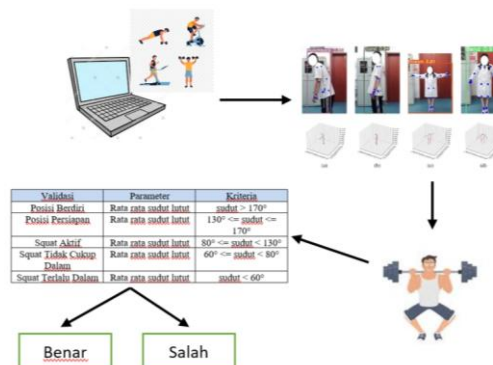 Validasi Parameter Kriteria
Posisi Berdiri Rata rata sudut lutut sudut > 170°
Posisi Persiapan Rata rata sudut lutut 130° <= sudut <=
170°
Squat Aktif Rata rata sudut lutut 80° <= sudut < 130°
Squat Tidak Cukup Rata rata sudut lutut 60° <= sudut < 80°
Dalam
Squat Terlalu Dalam Rata rata sudut lutut sudut < 60°
Benar
Salah